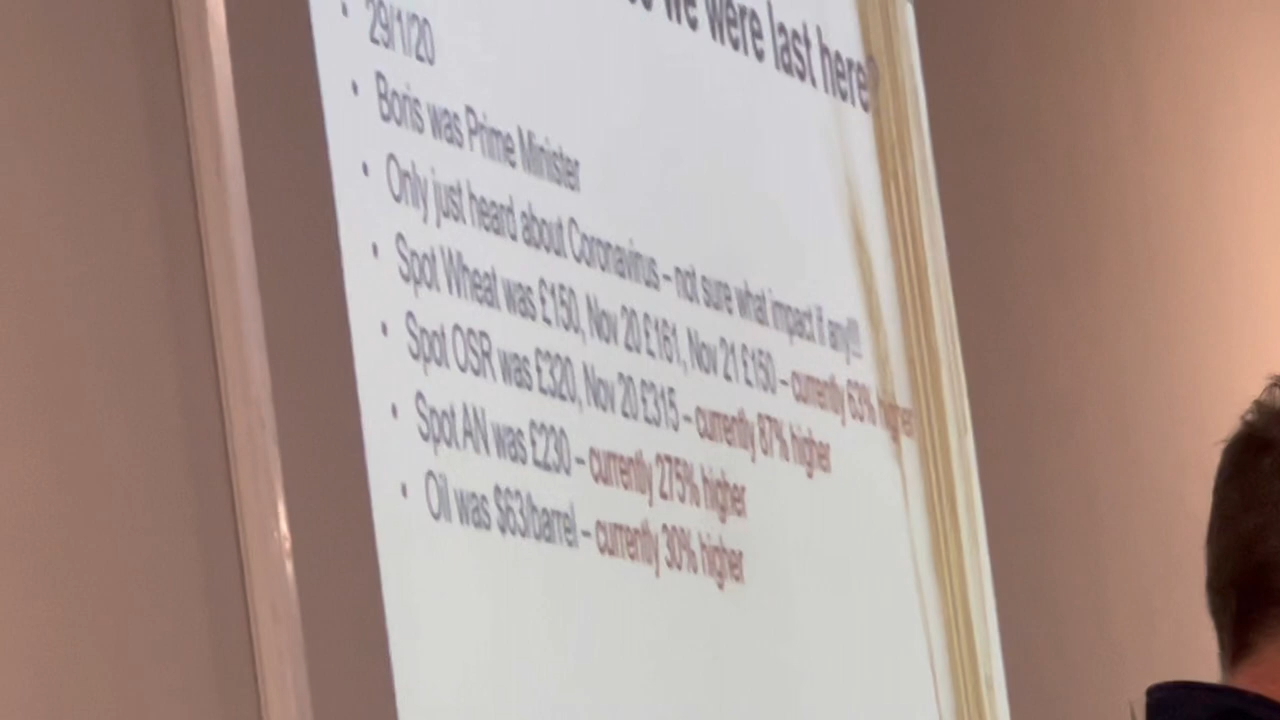 we were last here?
• 29/1/20
• Boris was Prime Minister
• Only just heard about Coronavirus – not sure what impact if any!!!
• Spot Wheat was £150, Nov 20 £161, Nov 21 £150 – currently 63% higher
• Spot OSR was £320, Nov 20 £315 – currently 67% higher
• Spot AN was £230 – currently 275% higher
• Oil was $63/barrel – currently 30% higher